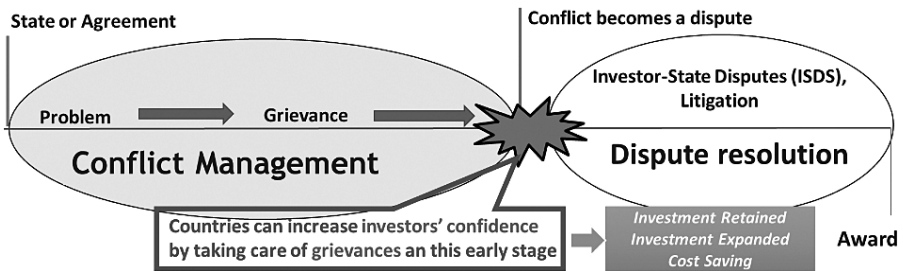 State or Agreement
Conflict becomes a dispute
Investor-State Disputes (ISDS),
Litigation
Problem
Grievance
Conflict Management
Dispute resolution
Countries can increase investors’ confidence
by taking care of grievances an this early stage
Investment Retained
Investment Expanded
Cost Saving
Award